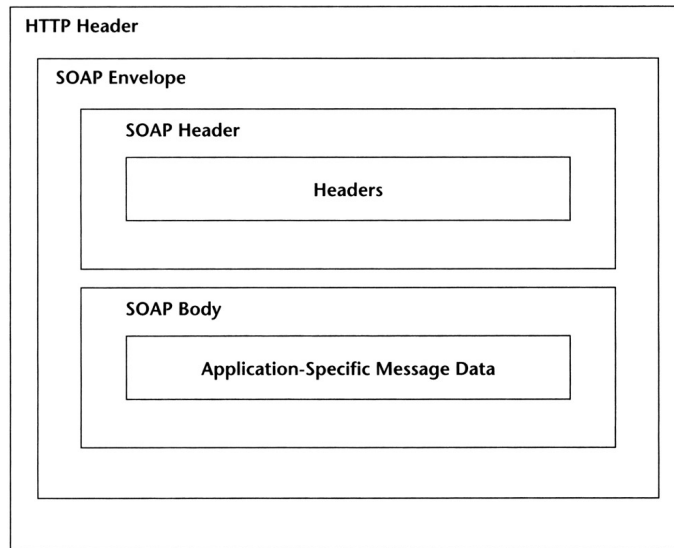 HTTP Header
SOAP Envelope
SOAP Header
Headers
SOAP Body
Application-Specific Message Data